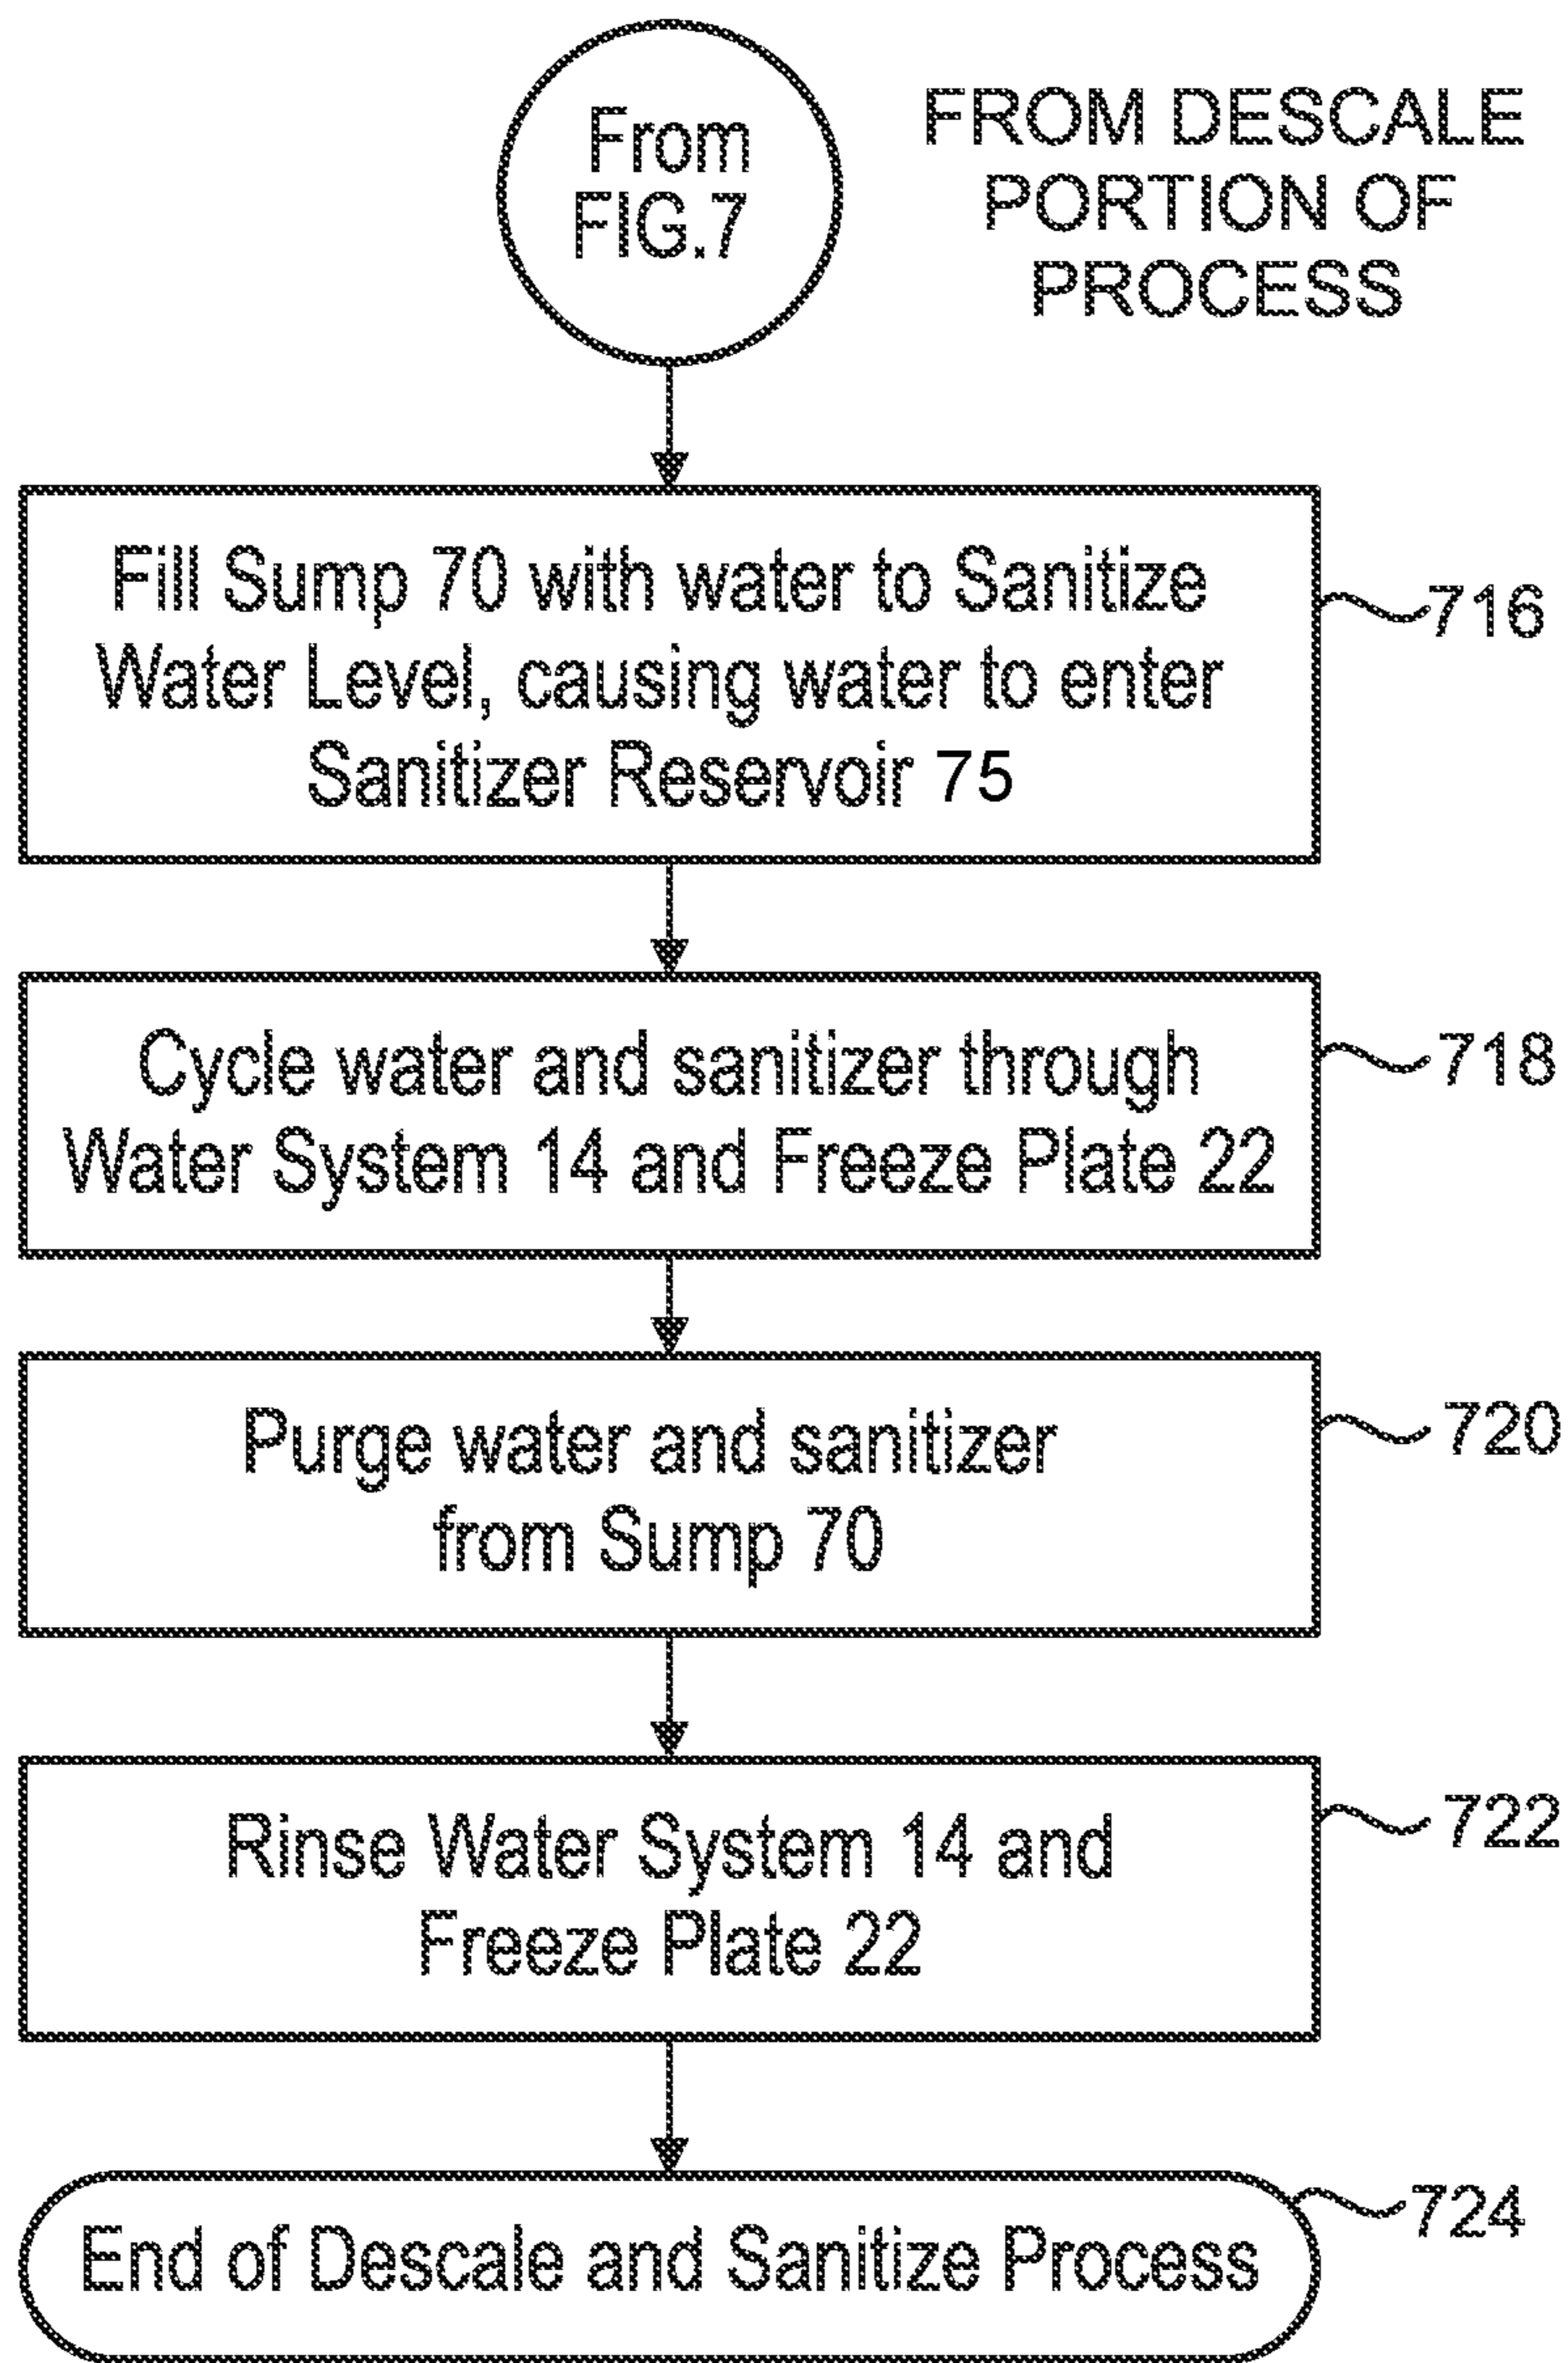 From
FIG.7
FROM DESCALE
PORTION OF
PROCESS
Fill Sump 70 with water to Sanitize
Water Level, causing water to enter
Sanitizer Reservoir 75
716
Cycle water and sanitizer through
Water System 14 and Freeze Plate 22
718
Purge water and sanitizer
from Sump 70
720
Rinse Water System 14 and
Freeze Plate 22
722
End of Descale and Sanitize Process
724